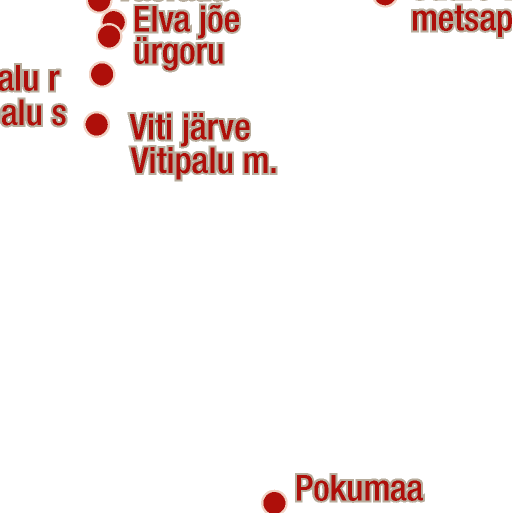 Elva jõe
ürgoru
metsap
alu r
alu s
Viti järve
Vitipalu m.
Pokumaa